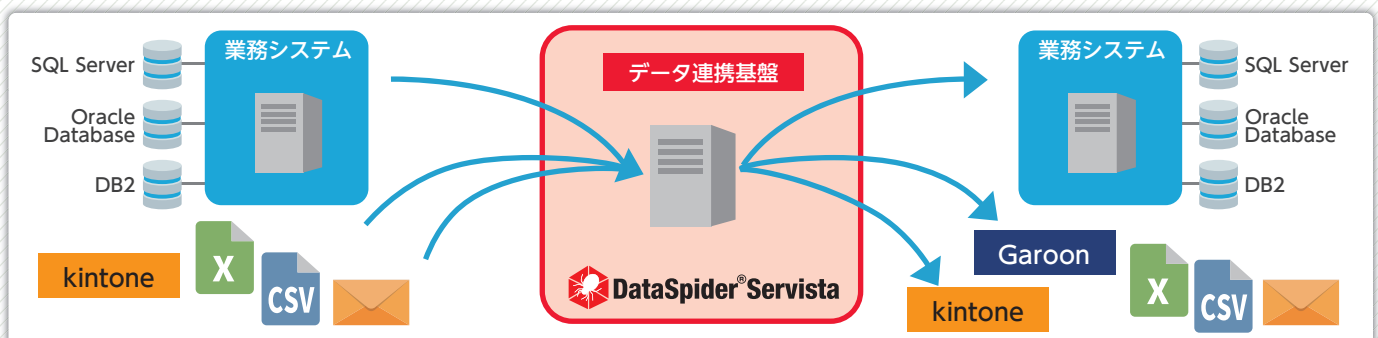 業務システム
SQL Server
Oracle
Database
DB2
kintone
X
CSV
データ連携基盤
DataSpider® Servista
業務システム
SQL Server
Oracle
Database
DB2
Garoon
kintone
X
CSV